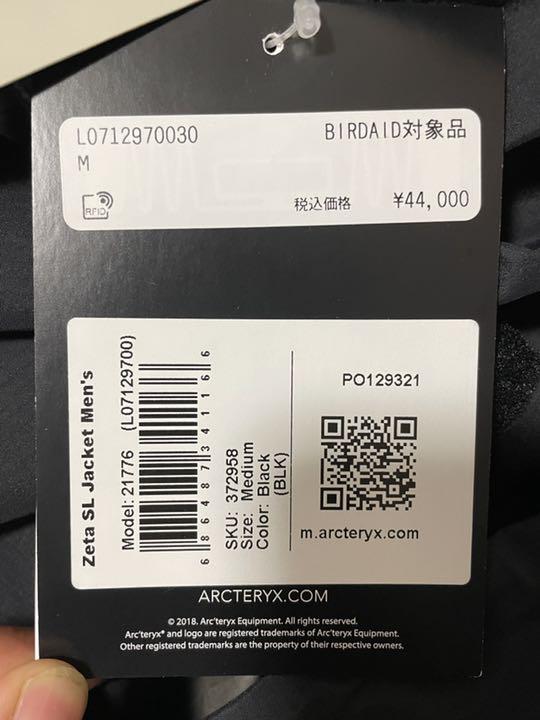 L0712970030
BIRDAID対象品
M
RFID
税込価格 ¥44,000
Zeta SL Jacket Men's
Model: 21776 (L07129700)
6 86487 34116 6
SKU: 372958
Size: Medium
Color: Black
(BLK)
PO129321
m.arcteryx.com
ARCTERYX.COM
© 2018. Arc'teryx Equipment. All rights reserved.
Arc'teryx® and logo are registered trademarks of Arc'teryx Equipment.
Other registered trademarks are the property of their respective owners.